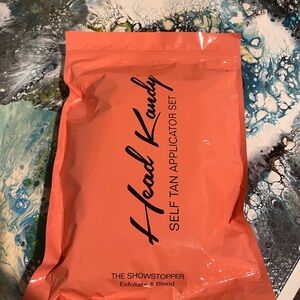 Head Kandy
SELF TAN APPLICATOR SET
THE SHOWSTOPPER
Exfoliate & Blend